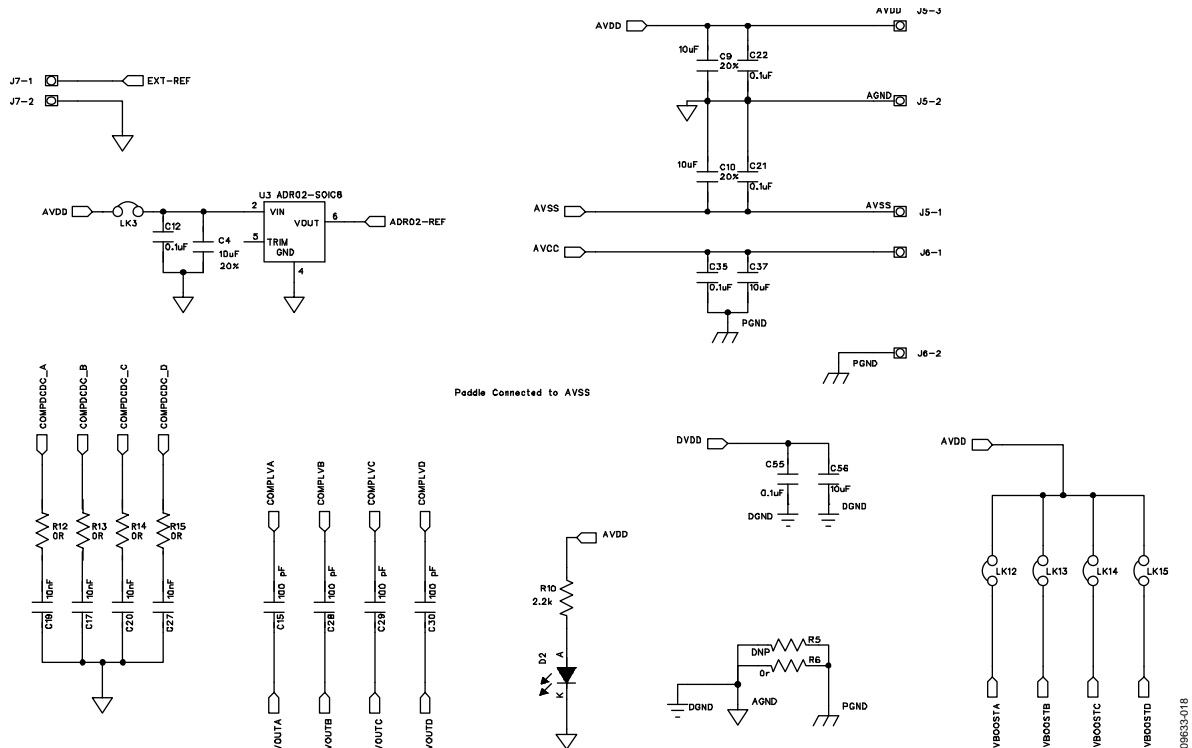 AVDD
AVDD J5-3
10uF
C9
20%
C22
0.1uF
AGND J5-2
10uF
C10
20%
C21
0.1uF
AVSS
AVSS J5-1
AVCC
J6-1
C35
0.1uF
C37
10uF
PGND
PGND
J6-2
J7-1
EXT-REF
J7-2
U3 ADR02-SOIC8
AVDD
LK3
2
VIN
VOUT
6
ADR02-REF
5
TRIM
GND
4
C12
0.1uF
C4
10uF
20%
Paddle Connected to AVSS
COMPDCDC_A
COMPDCDC_B
COMPDCDC_C
COMPDCDC_D
R12
0R
R13
0R
R14
0R
R15
0R
10nF
10nF
10nF
10nF
C19
C17
C20
C27
COMPLVA
COMPLVB
COMPLVC
COMPLVD
100 pF
100 pF
100 pF
100 pF
C15
C28
C29
C30
VOUTA
VOUTB
VOUTC
VOUTD
AVDD
R10
2.2k
D2
A
K
DVDD
C55
0.1uF
C56
10uF
DGND
DGND
R5
DNP
R6
0r
DGND
AGND
PGND
AVDD
LK12
LK13
LK14
LK15
VBOOSTA
VBOOSTB
VBOOSTC
VBOOSTD
09633-018